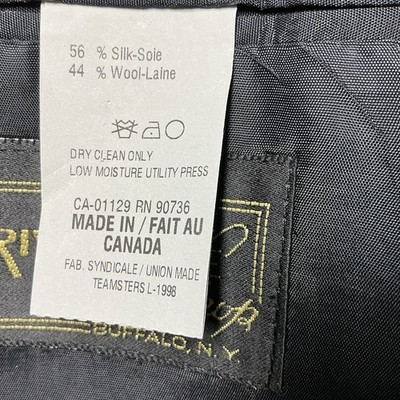 56 % Silk-Soie
44 % Wool-Laine
DRY CLEAN ONLY
LOW MOISTURE UTILITY PRESS
CA-01129 RN 90736
MADE IN / FAIT AU
CANADA
FAB. SYNDICALE / UNION MADE
TEAMSTERS L-1998
BUFFALO, N.Y.